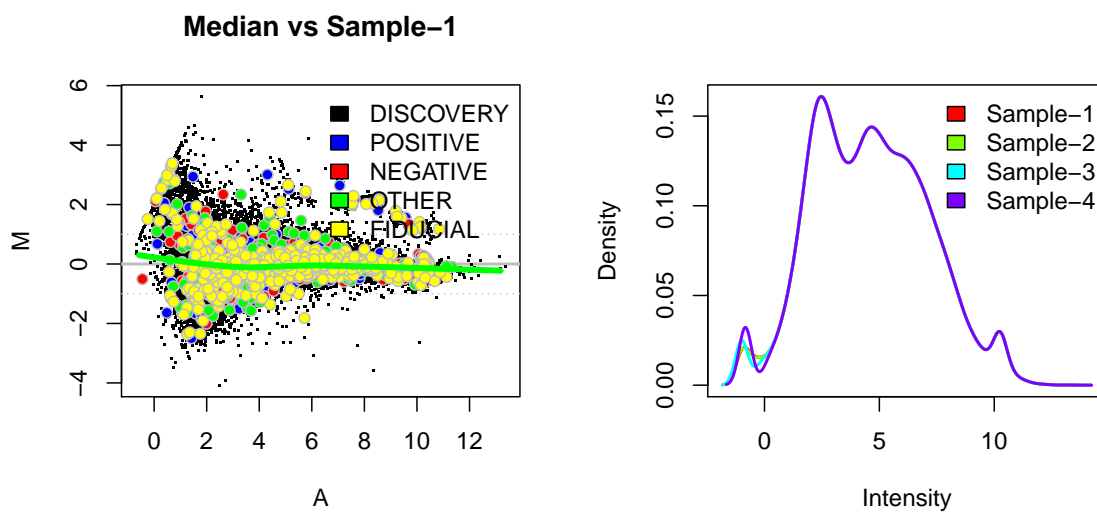 Median vs Sample−1
6
4
2
0
−2
−4
M
0 2 4 6 8 10 12
A
DISCOVERY
POSITIVE
NEGATIVE
OTHER
FIDUCIAL
0.15
0.10
0.05
0.00
Density
0 5 10
Intensity
Sample−1
Sample−2
Sample−3
Sample−4